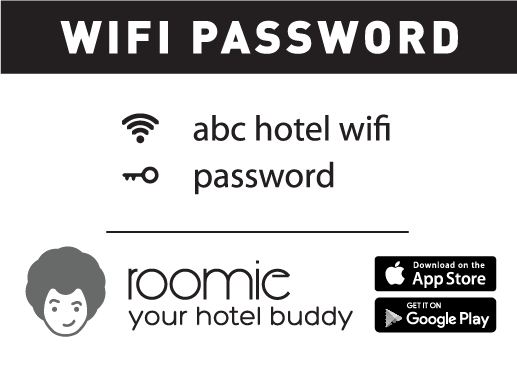 WIFI PASSWORD
abc hotel wifi
password
roomie
your hotel buddy
Download on the
App Store
GET IT ON
Google Play